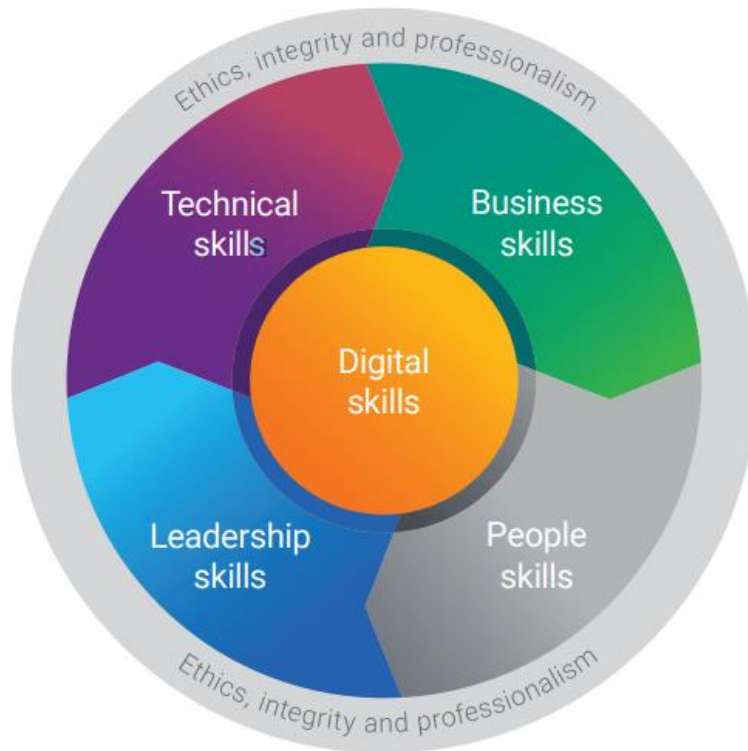 Ethics, integrity and professionalism
Technical
skills
Business
skills
Digital
skills
Leadership
skills
People
skills
Ethics, integrity and professionalism